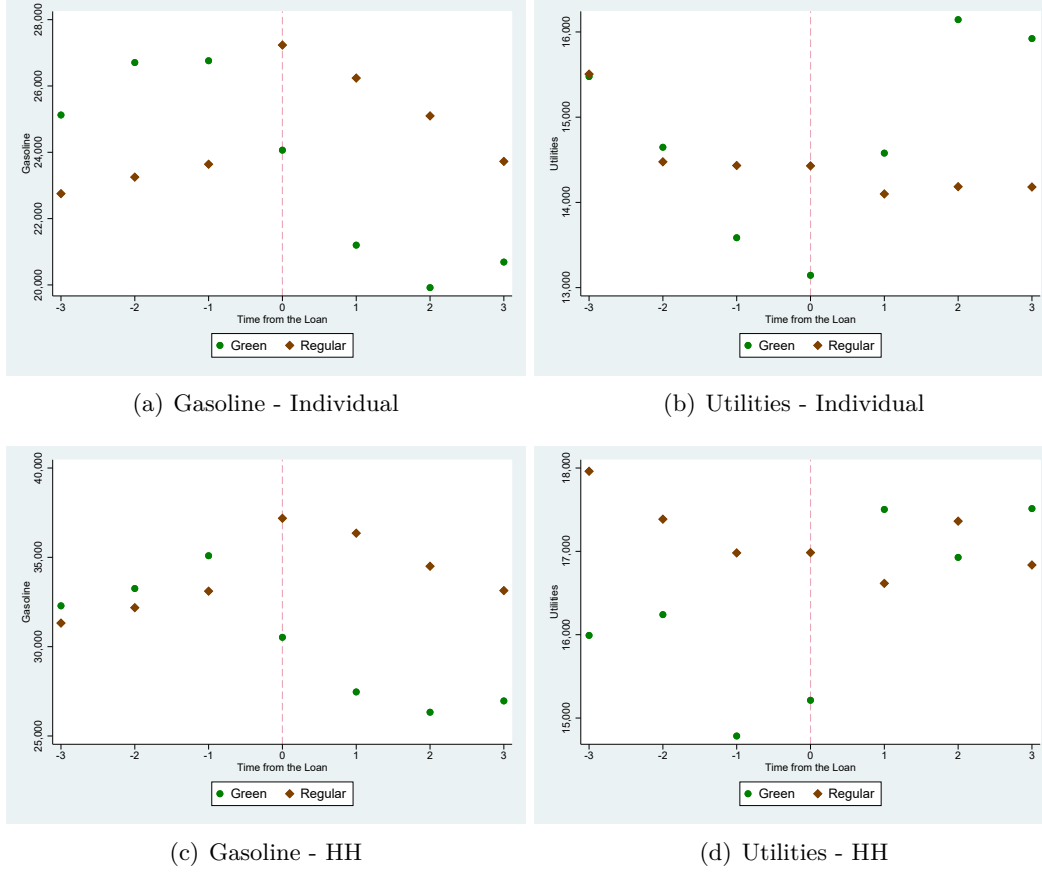 28,000
26,000
24,000
22,000
20,000
Gasoline
-3 -2 -1 0 1 2 3
Time from the Loan
Green Regular
(a) Gasoline - Individual
16,000
15,000
14,000
13,000
Utilities
-3 -2 -1 0 1 2 3
Time from the Loan
Green Regular
(b) Utilities - Individual
40,000
35,000
30,000
25,000
Gasoline
-3 -2 -1 0 1 2 3
Time from the Loan
Green Regular
(c) Gasoline - HH
18,000
17,000
16,000
15,000
Utilities
-3 -2 -1 0 1 2 3
Time from the Loan
Green Regular
(d) Utilities - HH